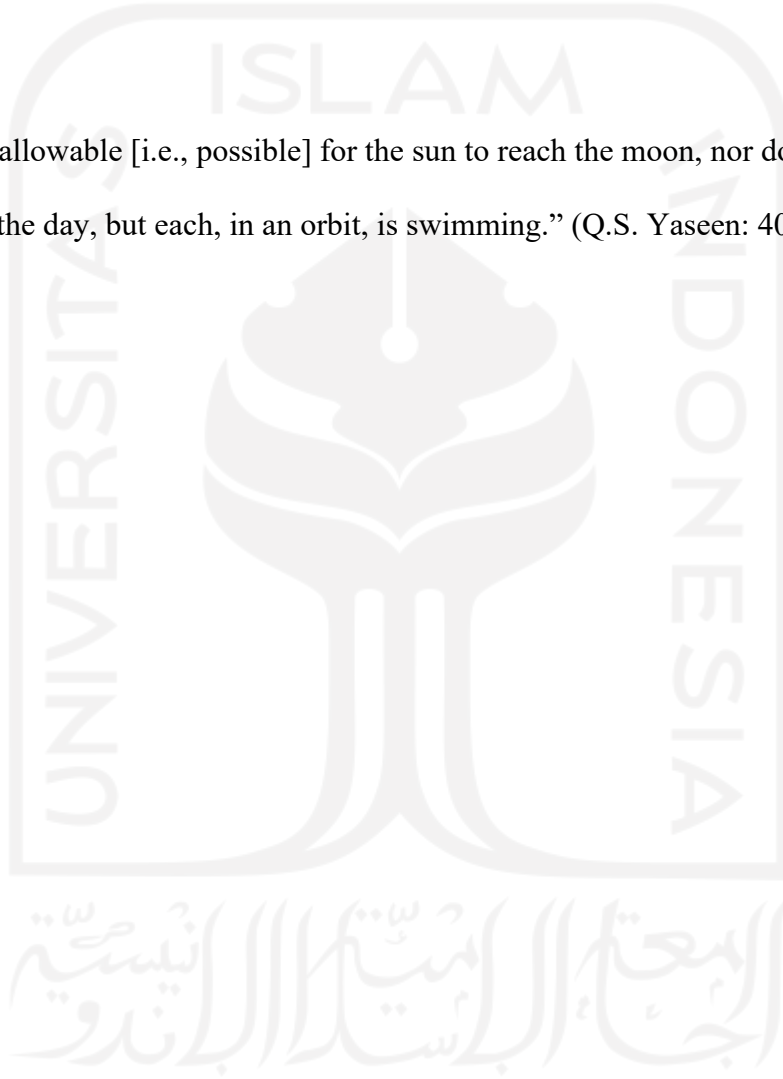 ISLAM
allowable [i.e., possible] for the sun to reach the moon, nor do
the day, but each, in an orbit, is swimming.” (Q.S. Yaseen: 40
UNIVERSITAS
INDONESIA